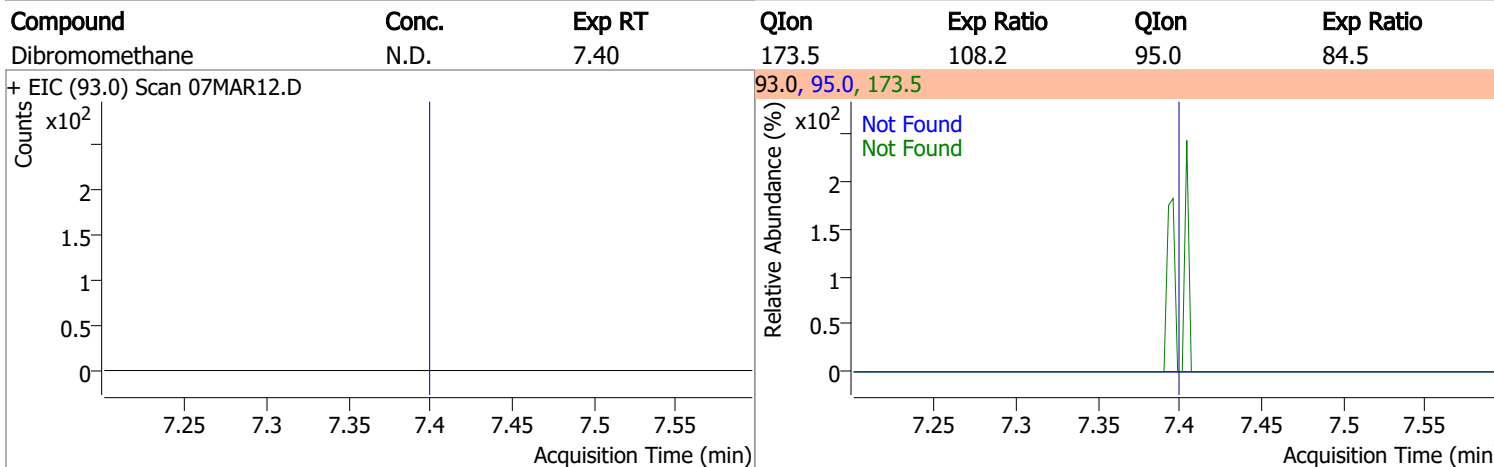 Compound Conc. Exp RT QIon Exp Ratio QIon Exp Ratio
Dibromomethane N.D. 7.40 173.5 108.2 95.0 84.5
+ EIC (93.0) Scan 07MAR12.D
Counts
x10²
2
1.5
1
0.5
0
7.25 7.3 7.35 7.4 7.45 7.5 7.55
Acquisition Time (min)
93.0, 95.0, 173.5
Relative Abundance (%)
x10²
Not Found
Not Found
2
1.5
1
0.5
0
7.25 7.3 7.35 7.4 7.45 7.5 7.55
Acquisition Time (min